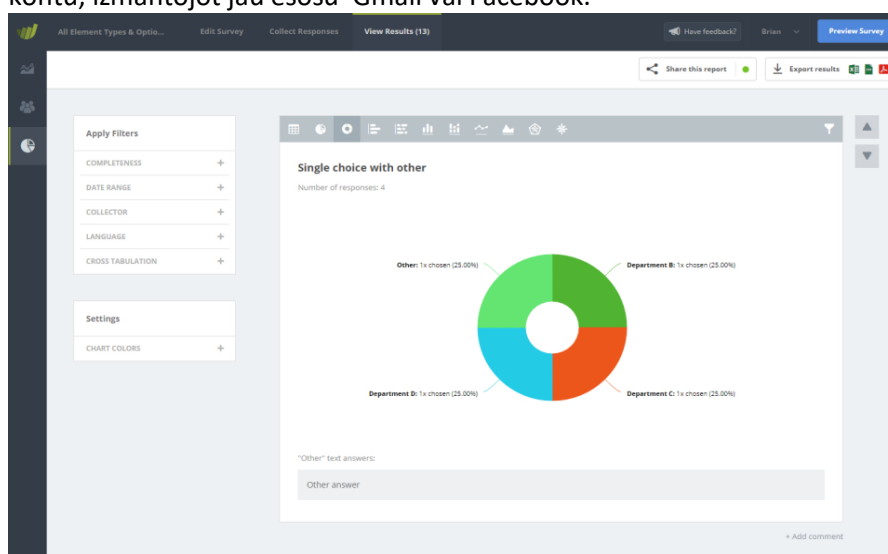 kontu, izmantojot jau esošu Gmail vai Facebook.
All Element Types & Optio... Edit Survey Collect Responses View Results (13) Have feedback? Brian Preview Survey
Share this report Export results
Apply Filters
COMPLETENESS +
DATE RANGE +
COLLECTOR +
LANGUAGE +
CROSS TABULATION +
Settings
CHART COLORS +
Single choice with other
Number of responses: 4
Other: 1x chosen (25.00%)
Department B: 1x chosen (25.00%)
Department D: 1x chosen (25.00%)
Department C: 1x chosen (25.00%)
"Other" text answers:
Other answer
+ Add comment